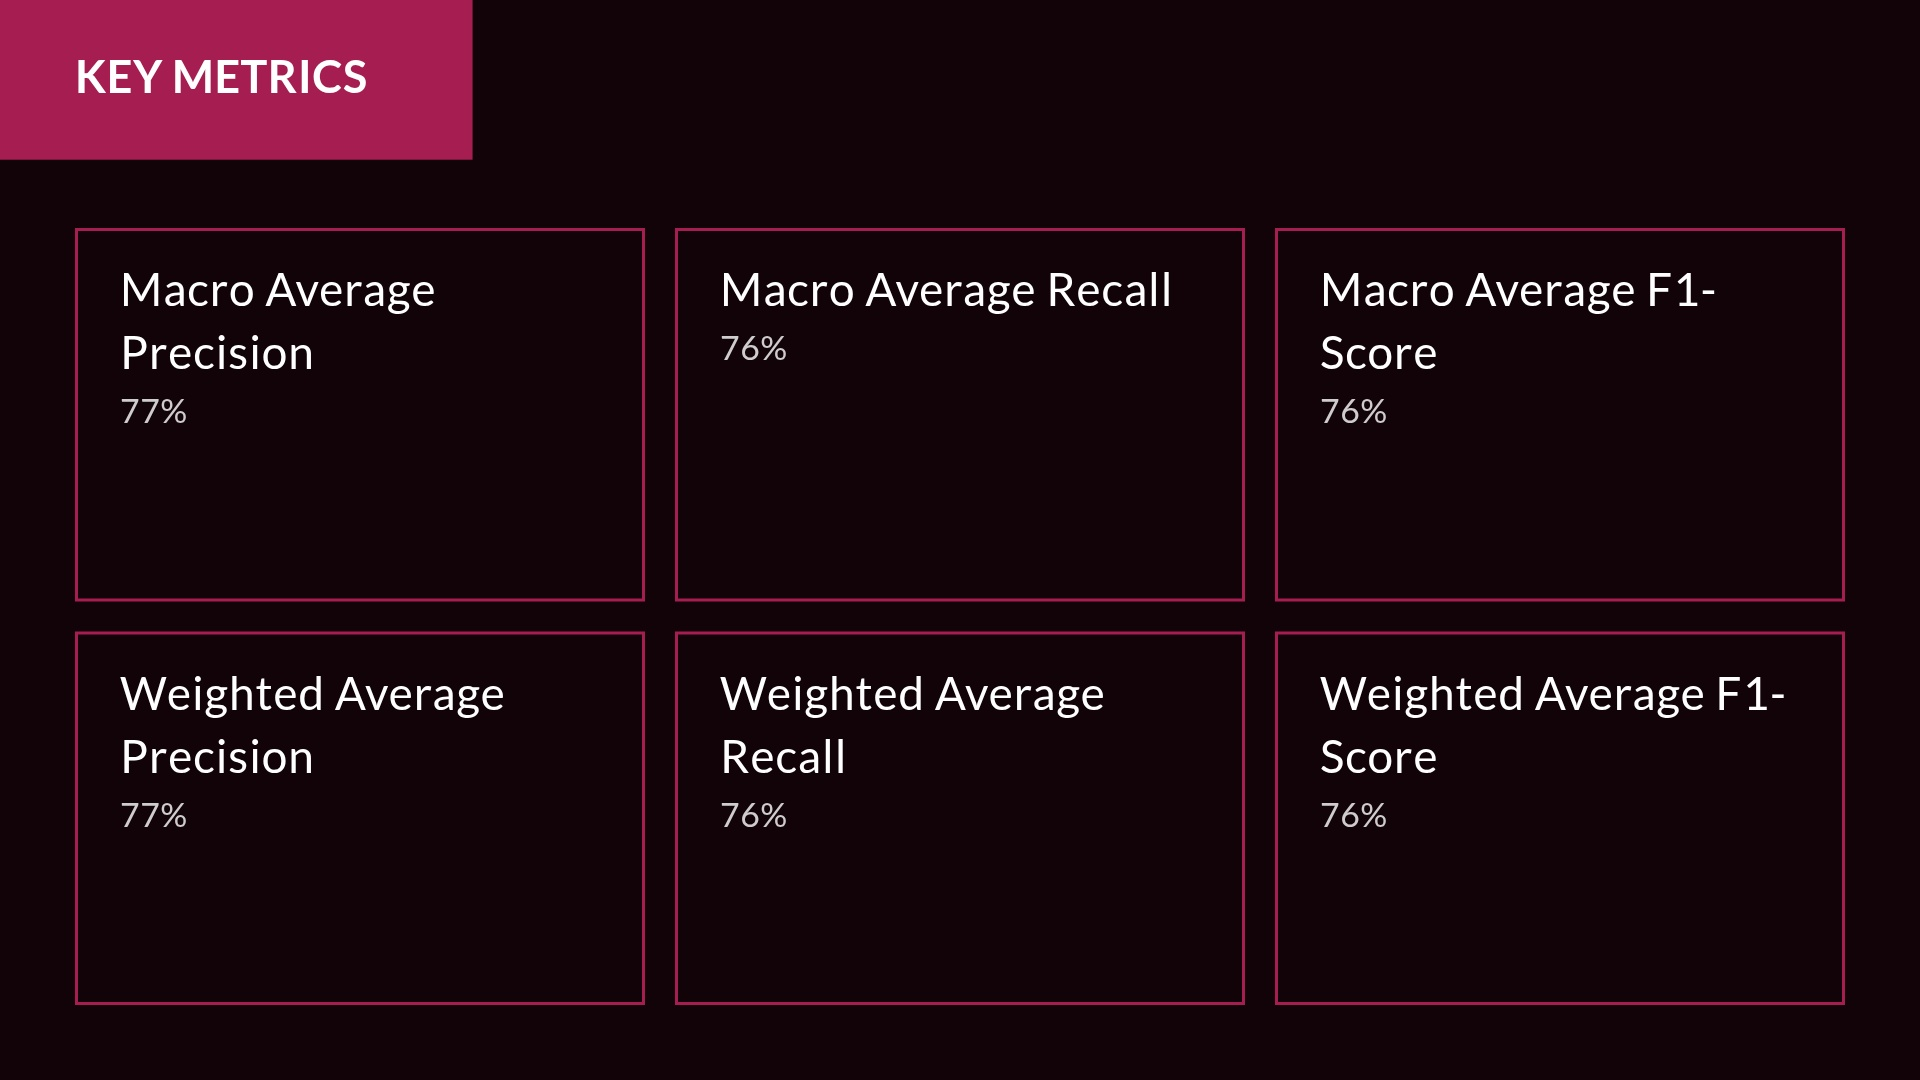 KEY METRICS
Macro Average
Precision
77%
Macro Average Recall
76%
Macro Average F1-
Score
76%
Weighted Average
Precision
77%
Weighted Average
Recall
76%
Weighted Average F1-
Score
76%